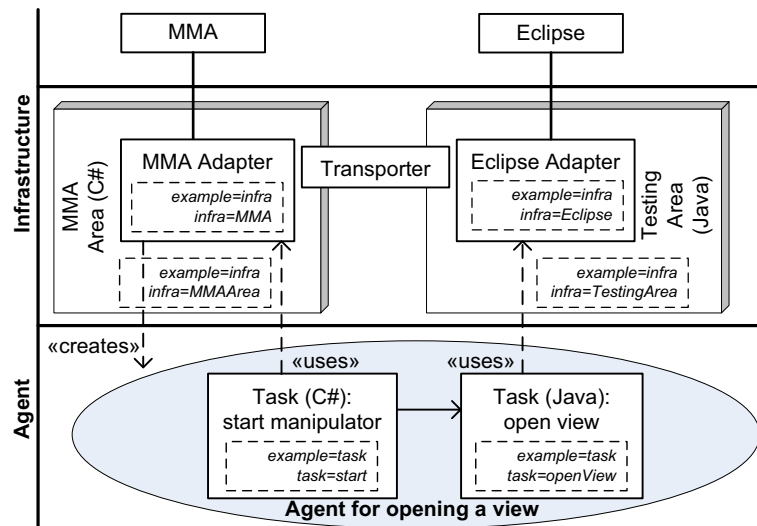 MMA
Eclipse
Infrastructure
MMA
Area (C#)
MMA Adapter
example=infra
infra=MMA
example=infra
infra=MMAArea
Transporter
Eclipse Adapter
example=infra
infra=Eclipse
Testing
Area
(Java)
example=infra
infra=TestingArea
«creates»
«uses»
«uses»
Agent
Task (C#):
start manipulator
example=task
task=start
Task (Java):
open view
example=task
task=openView
Agent for opening a view